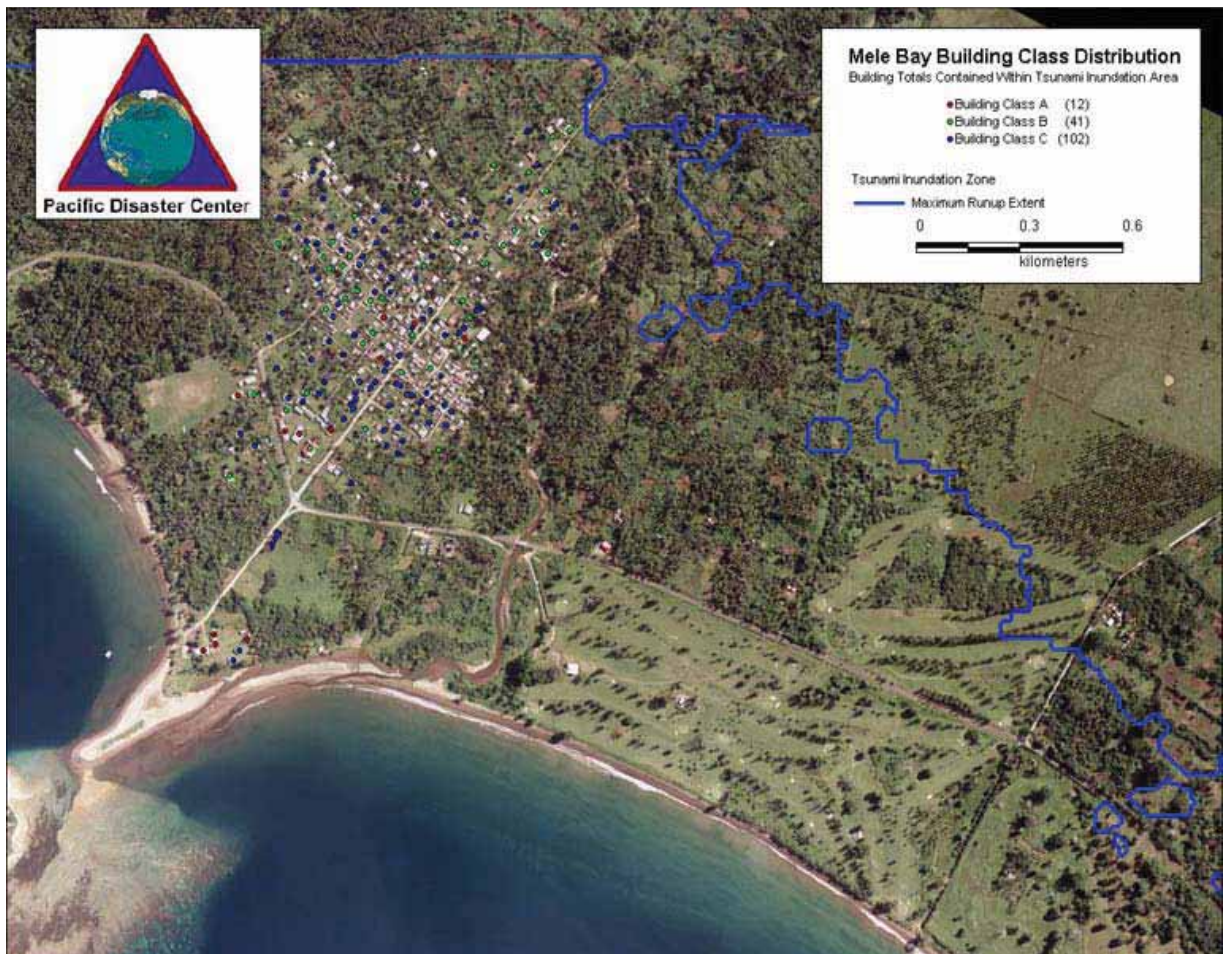 Pacific Disaster Center
Mele Bay Building Class Distribution
Building Totals Contained Within Tsunami Inundation Area
Building Class A (12)
Building Class B (41)
Building Class C (102)
Tsunami Inundation Zone
Maximum Runup Extent
0 0.3 0.6
kilometers